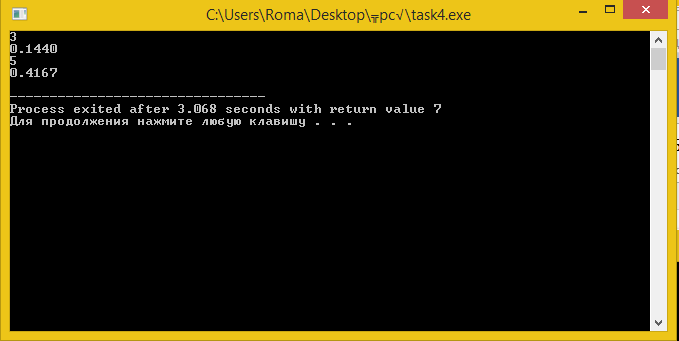 C:\Users\Roma\Desktop\╦рс√\task4.exe
3
0.1440
5
0.4167
--------------------------------
Process exited after 3.068 seconds with return value 7
Для продолжения нажмите любую клавишу . . .